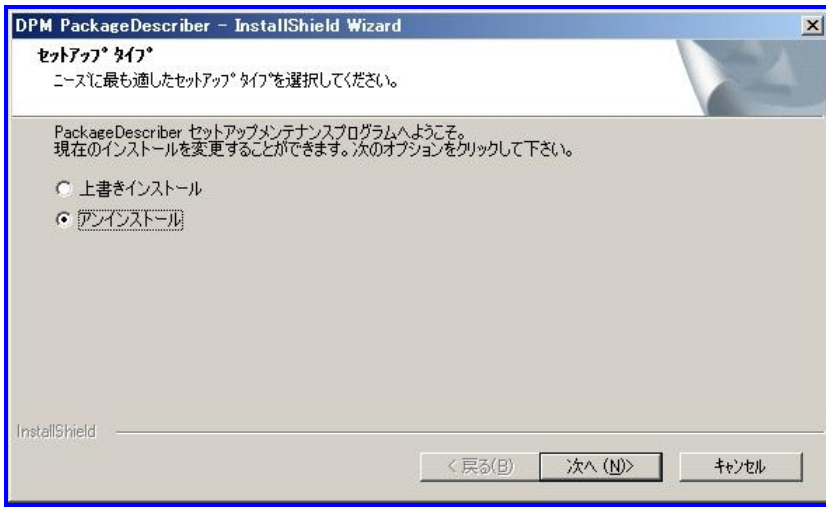 DPM PackageDescriber - InstallShield Wizard
ｾｯﾄｱｯﾌﾟ ﾀｲﾌﾟ
ニーズに最も適したｾｯﾄｱｯﾌﾟ ﾀｲﾌﾟを選択してください。
PackageDescriber セットアップメンテナンスプログラムへようこそ。
現在のインストールを変更することができます。次のオプションをクリックして下さい。
上書きインストール
アンインストール
InstallShield
< 戻る(B)
次へ (N)>
ｷｬﾝｾﾙ